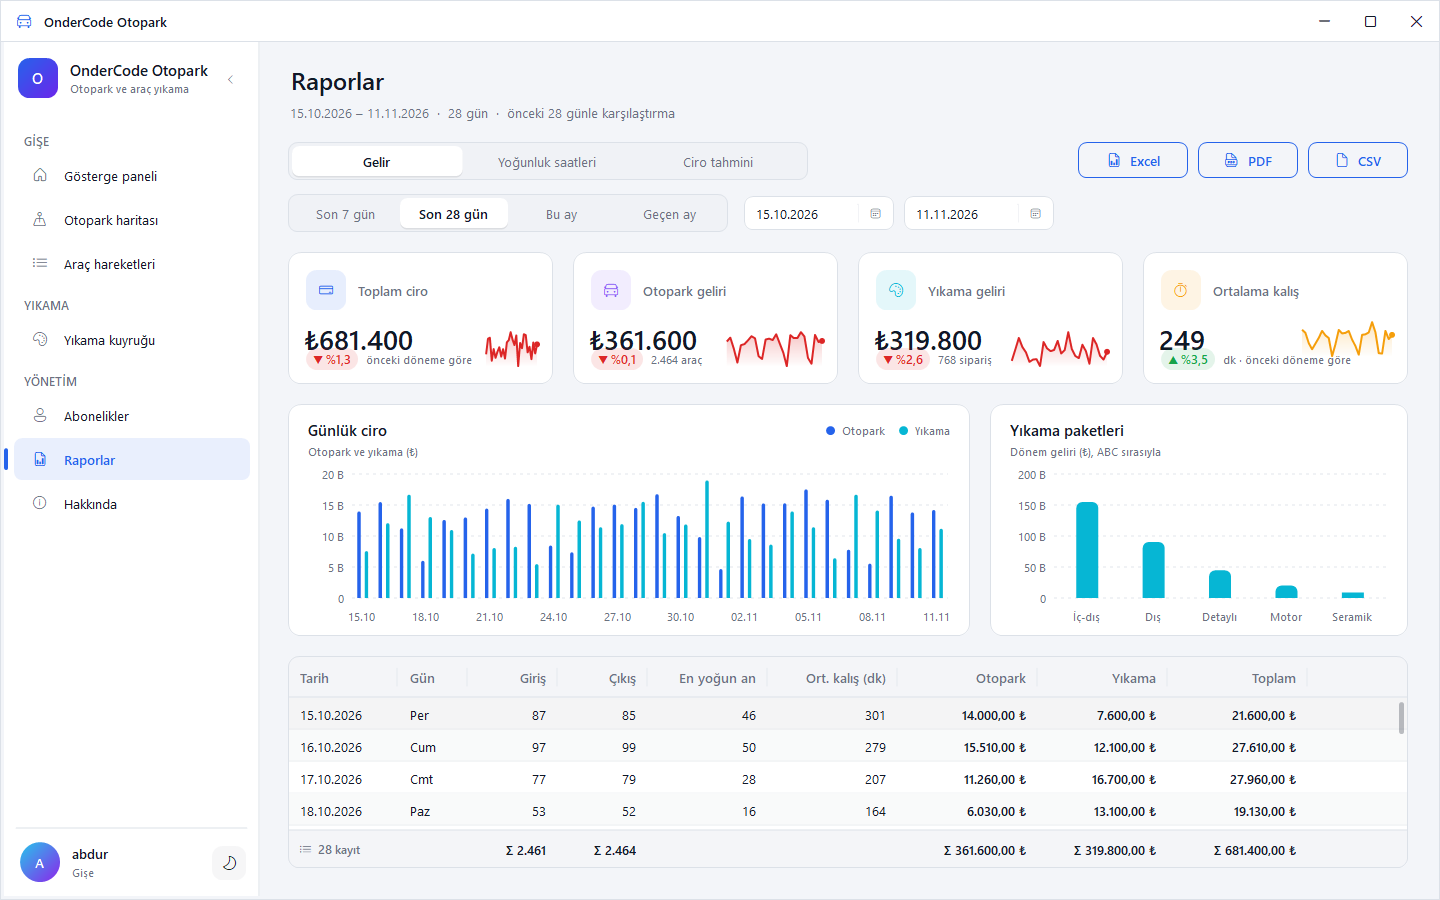 OnderCode Otopark
O
OnderCode Otopark
Otopark ve araç yıkama
GİŞE
Gösterge paneli
Otopark haritası
Araç hareketleri
YIKAMA
Yıkama kuyruğu
YÖNETİM
Abonelikler
Raporlar
Hakkında
A
abdur
Gişe
Raporlar
15.10.2026 – 11.11.2026 · 28 gün · önceki 28 günle karşılaştırma
Gelir Yoğunluk saatleri Ciro tahmini
Excel PDF CSV
Son 7 gün Son 28 gün Bu ay Geçen ay 15.10.2026 11.11.2026
Toplam ciro
₺681.400
▼ %1,3 önceki döneme göre
Otopark geliri
₺361.600
▼ %0,1 2.464 araç
Yıkama geliri
₺319.800
▼ %2,6 768 sipariş
Ortalama kalış
249
▲ %3,5 dk · önceki döneme göre
Günlük ciro
Otopark Yıkama
Otopark ve yıkama (₺)
20 B
15 B
10 B
5 B
0
15.10 18.10 21.10 24.10 27.10 30.10 02.11 05.11 08.11 11.11
Yıkama paketleri
Dönem geliri (₺), ABC sırasıyla
200 B
150 B
100 B
50 B
0
İç-dış Dış Detaylı Motor Seramik
Tarih Gün Giriş Çıkış En yoğun an Ort. kalış (dk) Otopark Yıkama Toplam
15.10.2026 Per 87 85 46 301 14.000,00 ₺ 7.600,00 ₺ 21.600,00 ₺
16.10.2026 Cum 97 99 50 279 15.510,00 ₺ 12.100,00 ₺ 27.610,00 ₺
17.10.2026 Cmt 77 79 28 207 11.260,00 ₺ 16.700,00 ₺ 27.960,00 ₺
18.10.2026 Paz 53 52 16 164 6.030,00 ₺ 13.100,00 ₺ 19.130,00 ₺
28 kayıt Σ 2.461 Σ 2.464 Σ 361.600,00 ₺ Σ 319.800,00 ₺ Σ 681.400,00 ₺